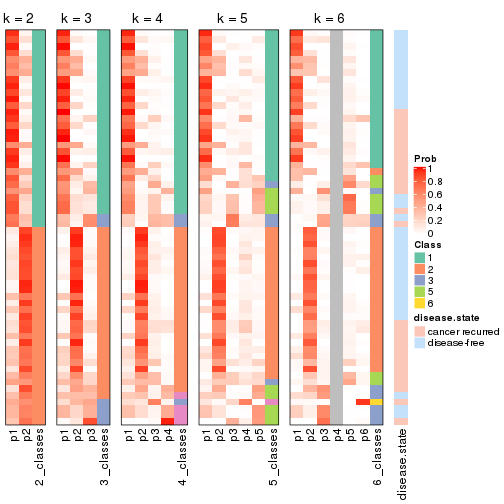 k = 2 k = 3 k = 4 k = 5 k = 6
Prob
1
0.8
0.6
0.4
0.2
0
Class
1
2
3
5
6
disease.state
cancer recurred
disease-free
p1 p2 2_classes p1 p2 p3 3_classes p1 p2 p3 p4 4_classes p1 p2 p3 p4 p5 5_classes p1 p2 p3 p4 p5 p6 6_classes disease.state